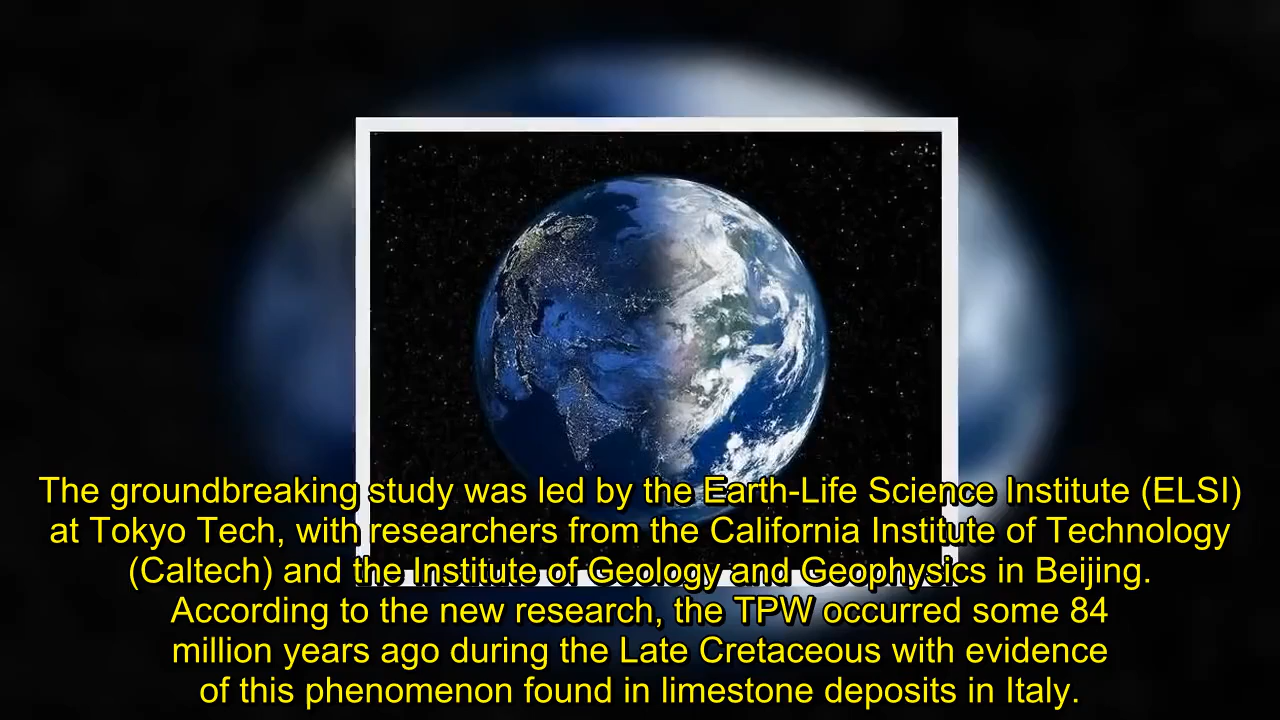 The groundbreaking study was led by the Earth-Life Science Institute (ELSI)
at Tokyo Tech, with researchers from the California Institute of Technology
(Caltech) and the Institute of Geology and Geophysics in Beijing.
According to the new research, the TPW occurred some 84
million years ago during the Late Cretaceous with evidence
of this phenomenon found in limestone deposits in Italy.